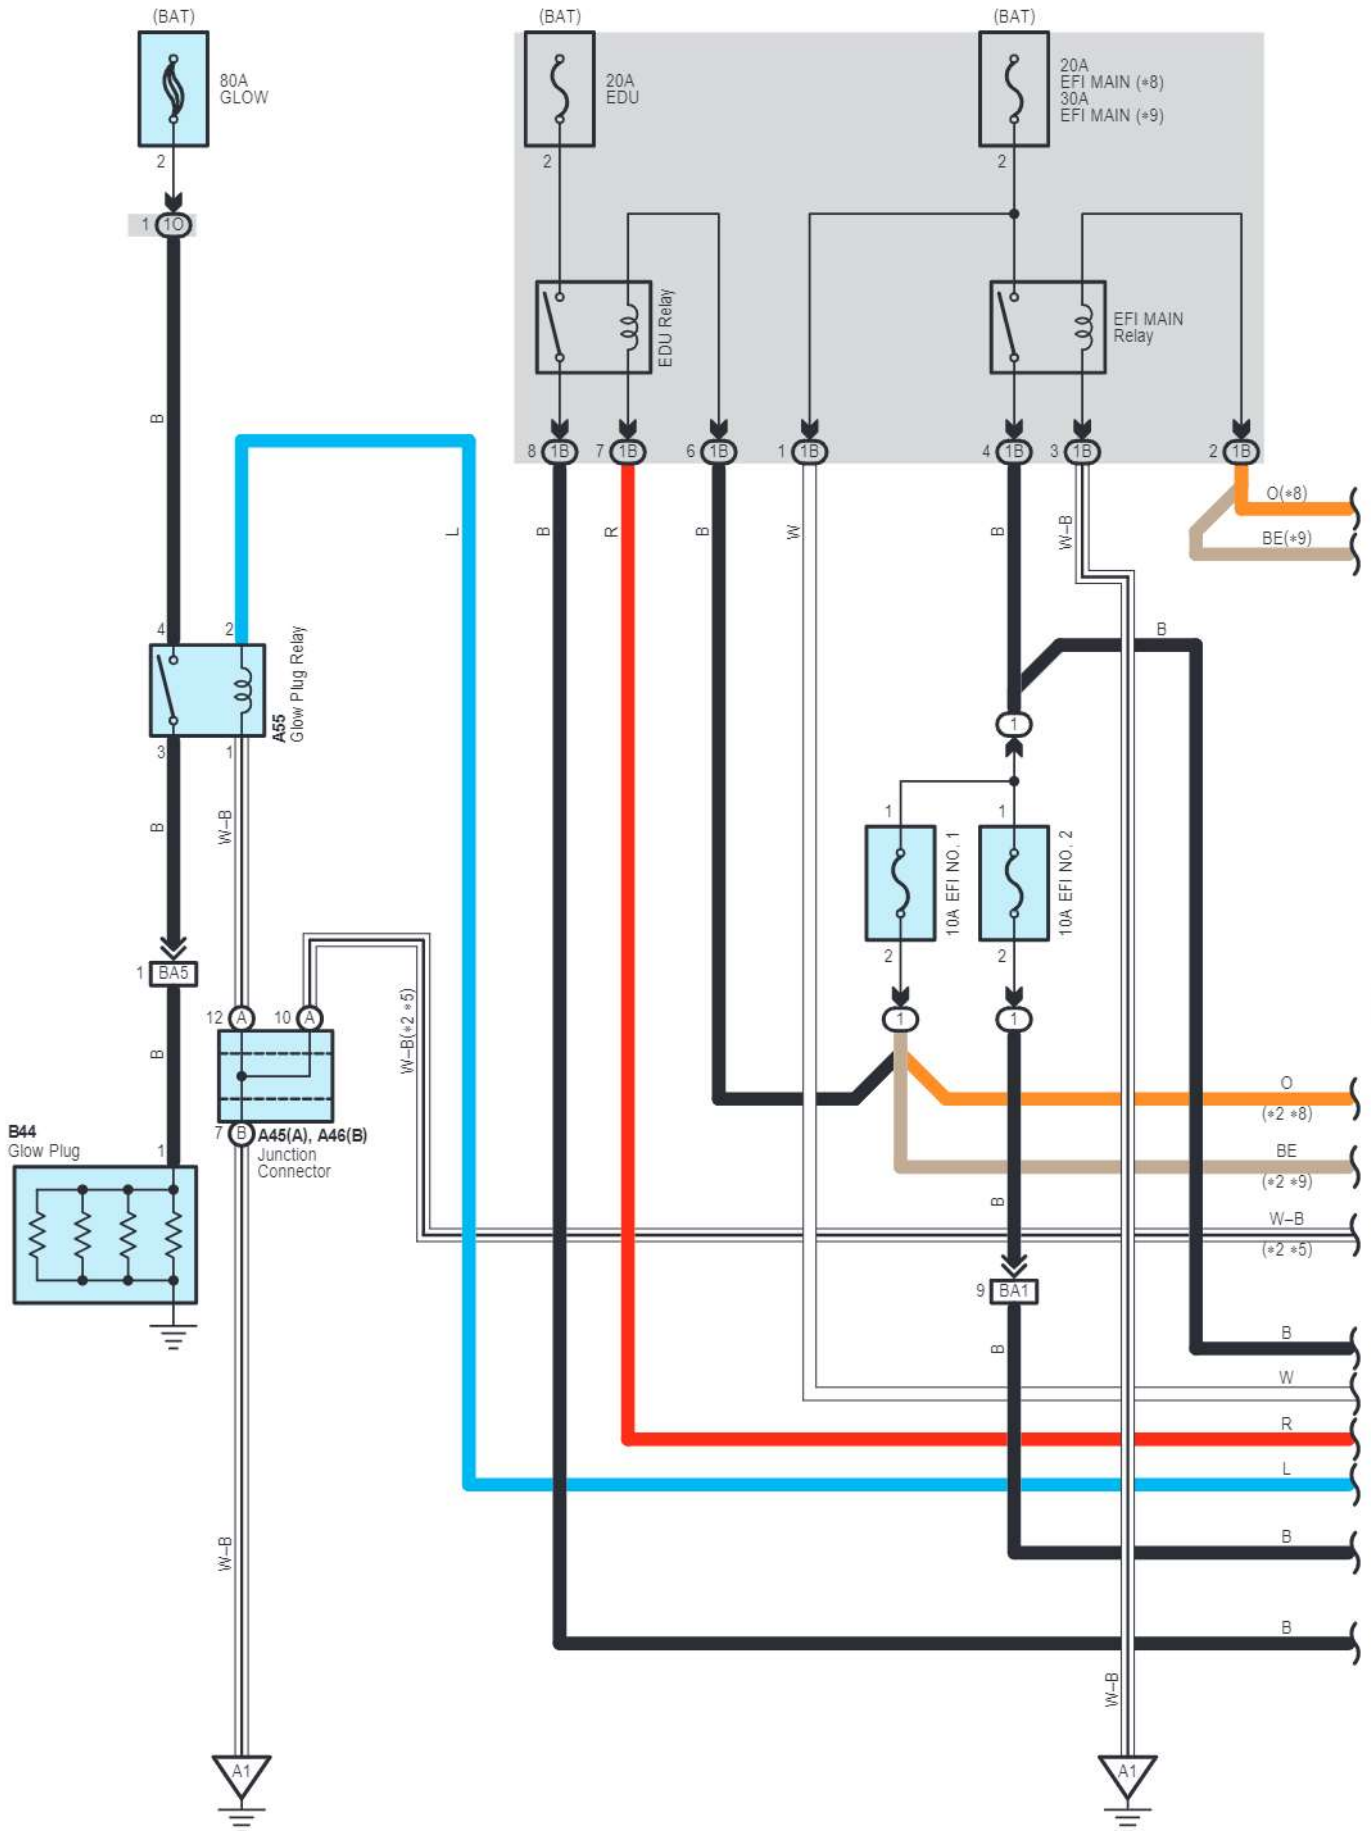 (BAT)
(BAT)
(BAT)
80A
GLOW
20A
EDU
20A
EFI MAIN (*8)
30A
EFI MAIN (*9)
2
2
2
1
1O
EDU Relay
EFI MAIN
Relay
B
8
1B
7
1B
6
1B
1
1B
4
1B
3
1B
2
1B
L
B
R
B
W
B
W-B
O(*8)
BE(*9)
4
2
B
Glow Plug Relay
A55
3
1
1
B
W-B
1
1
10A EFI NO. 1
10A EFI NO. 2
2
2
1
BA5
12
A
10
A
1
1
W-B(*2 *5)
B
O
(*2 *8)
B44
Glow Plug
1
7
B
A45(A), A46(B)
Junction
Connector
BE
(*2 *9)
B
W-B
(*2 *5)
9
BA1
B
B
W
R
L
W-B
B
B
W-B
A1
A1